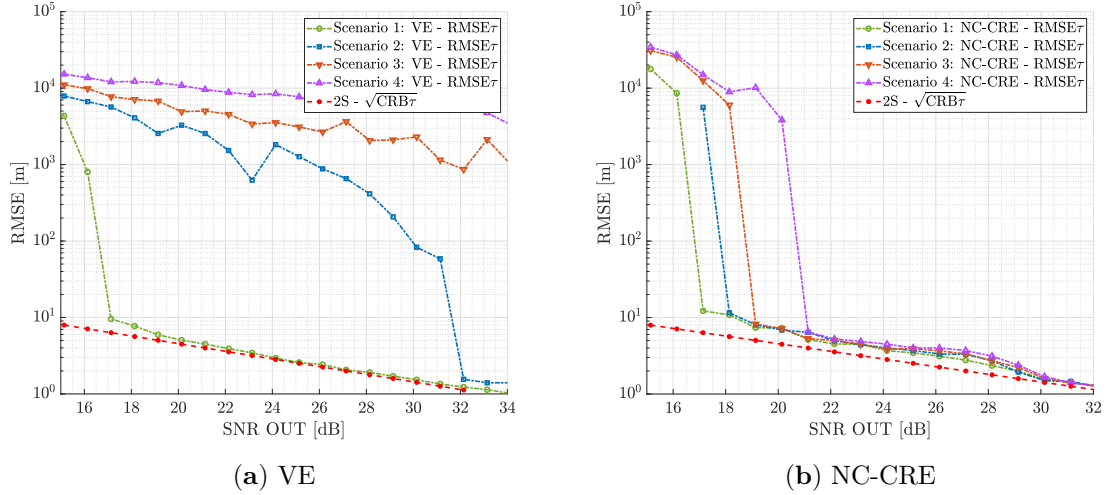 10^5
10^4
10^3
10^2
10^1
10^0
RMSE [m]
16 18 20 22 24 26 28 30 32 34
SNR OUT [dB]
Scenario 1: VE - RMSEτ
Scenario 2: VE - RMSEτ
Scenario 3: VE - RMSEτ
Scenario 4: VE - RMSEτ
2S - √CRBτ
(a) VE
10^5
10^4
10^3
10^2
10^1
10^0
RMSE [m]
16 18 20 22 24 26 28 30 32
SNR OUT [dB]
Scenario 1: NC-CRE - RMSEτ
Scenario 2: NC-CRE - RMSEτ
Scenario 3: NC-CRE - RMSEτ
Scenario 4: NC-CRE - RMSEτ
2S - √CRBτ
(b) NC-CRE